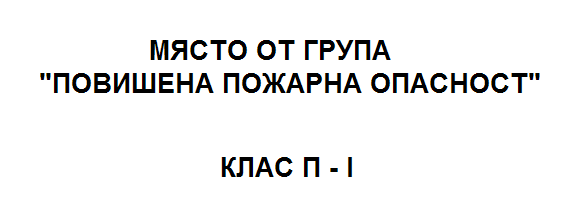 МЯСТО ОТ ГРУПА
"ПОВИШЕНА ПОЖАРНА ОПАСНОСТ"
КЛАС П - I